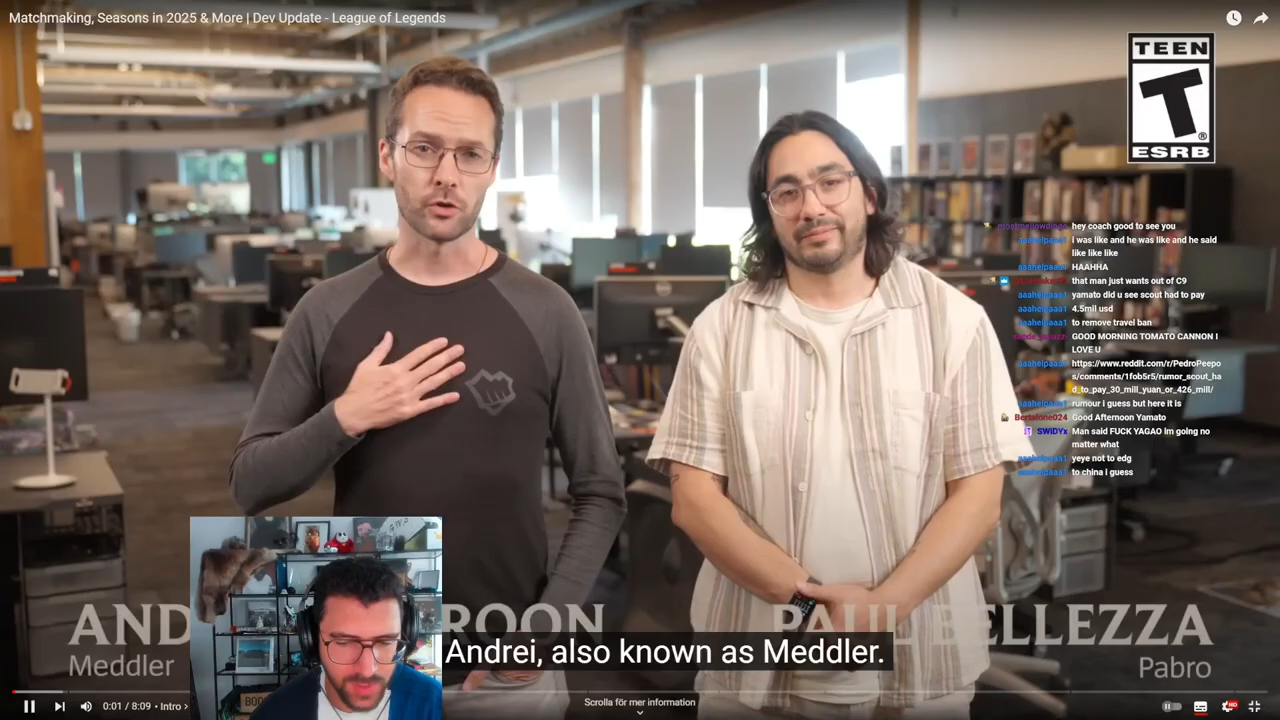 Matchmaking, Seasons in 2025 & More | Dev Update - League of Legends
TEEN
T
®
ESRB
hey coach good to see you
i was like and he was like and he said
like like like
HAAHHA
that man just wants out of C9
yamato did u see scout had to pay
4.5mil usd
to remove travel ban
GOOD MORNING TOMATO CANNON I
LOVE U
https://www.reddit.com/r/PedroPeepo
s/comments/1fob5r5/rumor_scout_ha
d_to_pay_30_mill_yuan_or_426_mill/
rumour i guess but here it is
Bertafone024 Good Afternoon Yamato
SWIDYx Man said FUCK YAGAO im going no
matter what
yeye not to edg
to china i guess
AND ROON
Meddler
PAUL BELLEZZA
Pabro
Andrei, also known as Meddler.
Scrolla för mer information
0:01 / 8:09 • Intro >
HD